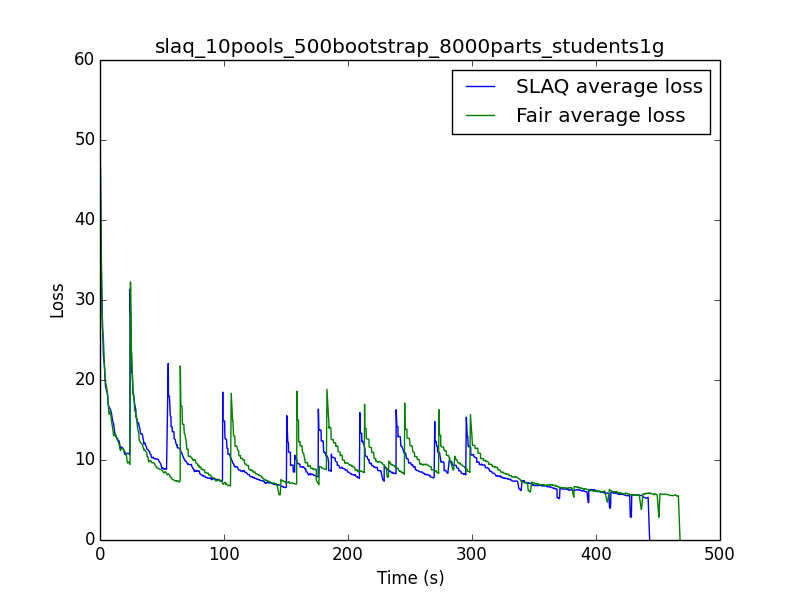 slaq_10pools_500bootstrap_8000parts_students1g
SLAQ average loss
Fair average loss
60
50
40
30
20
10
0
Loss
0 100 200 300 400 500
Time (s)